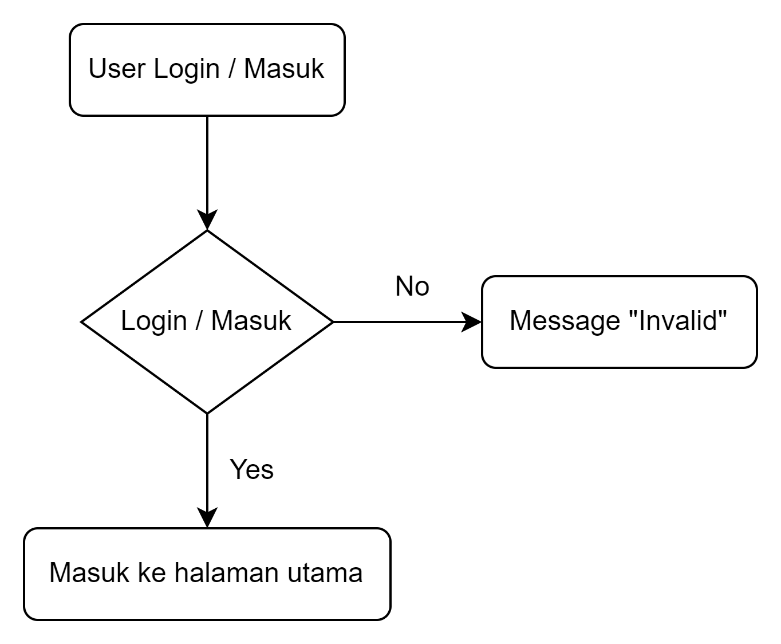 User Login / Masuk
Login / Masuk
No
Message "Invalid"
Yes
Masuk ke halaman utama